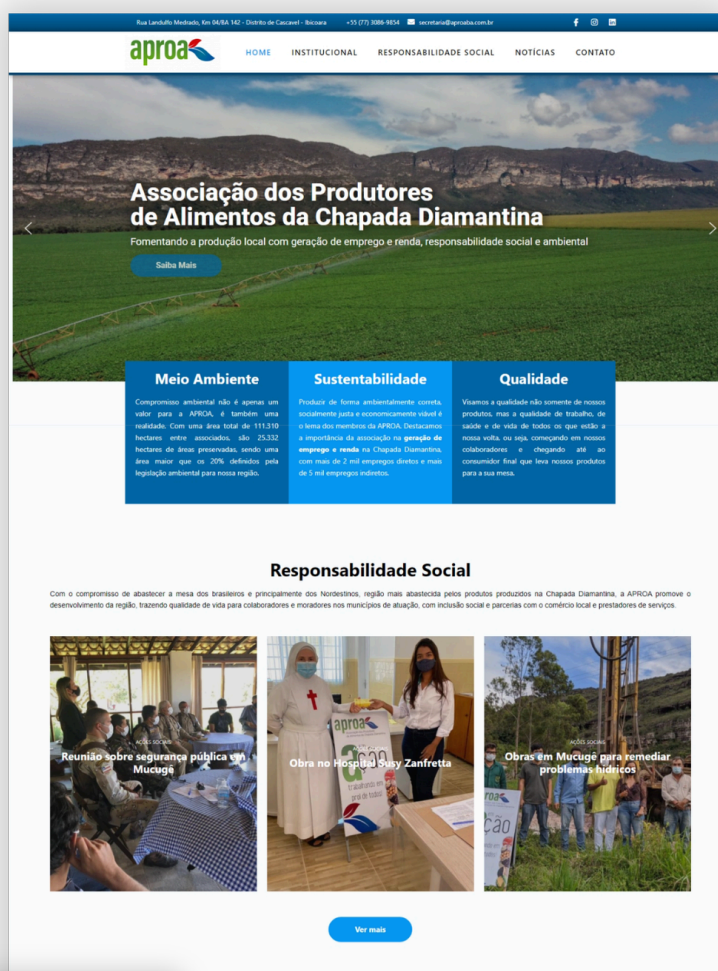 Rua Landulfo Medrado, Km 04/BA 142 - Distrito de Cascavel - Ibicoara +55 (77) 3086-9854 secretaria@aproaba.com.br
aproa
HOME INSTITUCIONAL RESPONSABILIDADE SOCIAL NOTÍCIAS CONTATO
Associação dos Produtores
de Alimentos da Chapada Diamantina
Fomentando a produção local com geração de emprego e renda, responsabilidade social e ambiental
Saiba Mais
Meio Ambiente
Compromisso ambiental não é apenas um
valor para a APROA, é também uma
realidade. Com uma área total de 111.310
hectares entre associados, são 25.332
hectares de áreas preservadas, sendo uma
área maior que os 20% definidos pela
legislação ambiental para nossa região.
Sustentabilidade
Produzir de forma ambientalmente correta,
socialmente justa e economicamente viável é
o lema dos membros da APROA. Destacamos
a importância da associação na geração de
emprego e renda na Chapada Diamantina,
com mais de 2 mil empregos diretos e mais
de 5 mil empregos indiretos.
Qualidade
Visamos a qualidade não somente de nossos
produtos, mas a qualidade de trabalho, de
saúde e de vida de todos os que estão a
nossa volta, ou seja, começando em nossos
colaboradores e chegando até ao
consumidor final que leva nossos produtos
para a sua mesa.
Responsabilidade Social
Com o compromisso de abastecer a mesa dos brasileiros e principalmente dos Nordestinos, região mais abastecida pelos produtos produzidos na Chapada Diamantina, a APROA promove o
desenvolvimento da região, trazendo qualidade de vida para colaboradores e moradores nos municípios de atuação, com inclusão social e parcerias com o comércio local e prestadores de serviços.
AÇÕES SOCIAIS
Reunião sobre segurança pública em
Mucugê
aproa
ação
trabalhando em
prol de todos
Obra no Hospital Susy Zanfretta
AÇÕES SOCIAIS
Obras em Mucugê para remediar
problemas hídricos
Ver mais